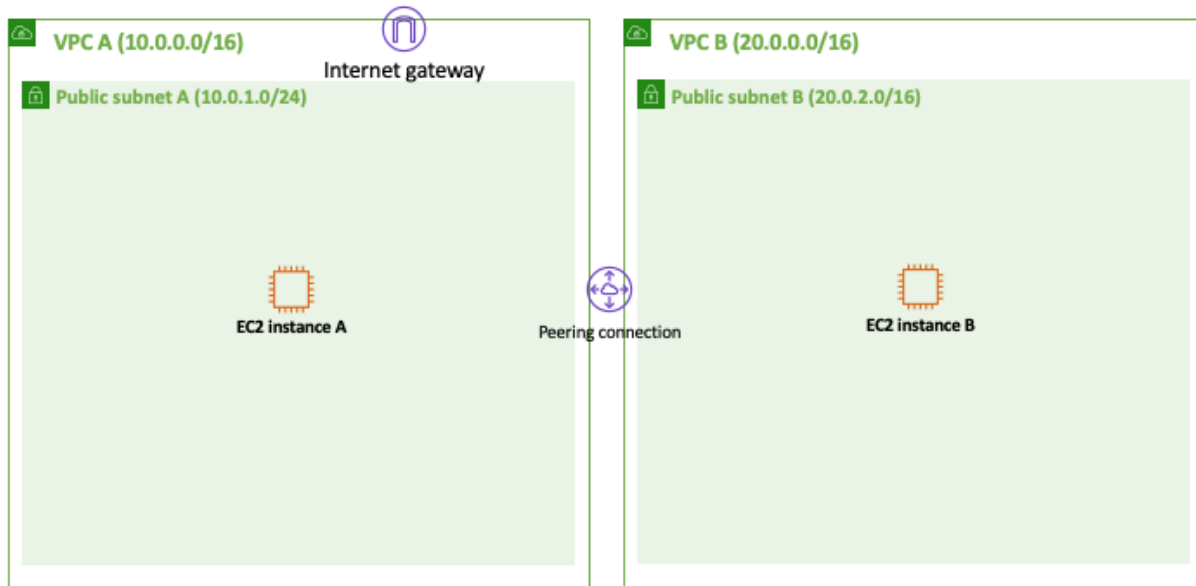 VPC A (10.0.0.0/16)
Internet gateway
Public subnet A (10.0.1.0/24)
EC2 instance A
Peering connection
VPC B (20.0.0.0/16)
Public subnet B (20.0.2.0/16)
EC2 instance B